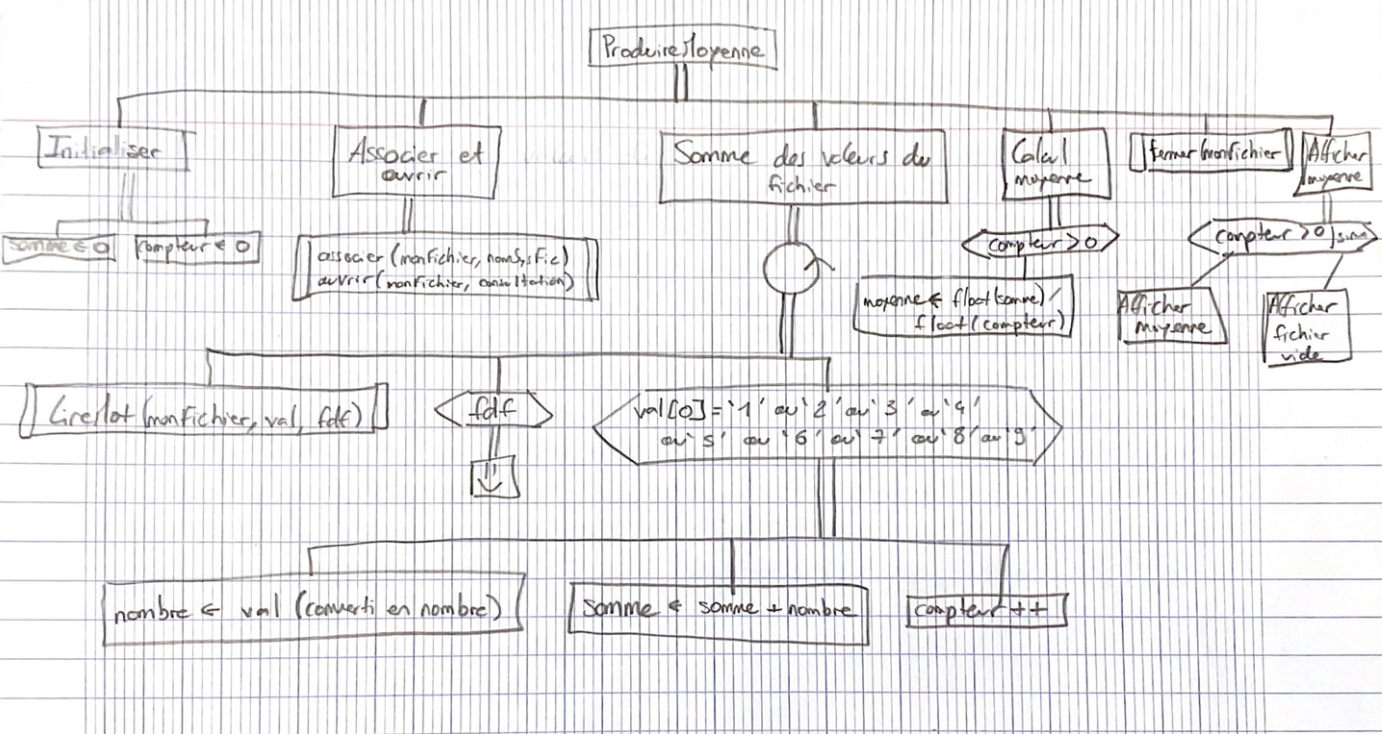 Produire Moyenne
Initialiser
Associer et
ouvrir
Somme des valeurs du
fichier
Calcul
moyenne
fermer(monfichier)
Afficher
moyenne
somme ← 0
compteur ← 0
associer (monfichier, nomSysFic)
ouvrir (monfichier, consultation)
compteur > 0
compteur > 0 | sinon
moyenne ← float(somme) /
float (compteur)
Afficher
moyenne
Afficher
fichier
vide
LireMot (monFichier, val, fdf)
fdf
val[0] = '1' ou '2' ou '3' ou '4'
ou '5' ou '6' ou '7' ou '8' ou '9'
nombre ← val (converti en nombre)
somme ← somme + nombre
compteur ++